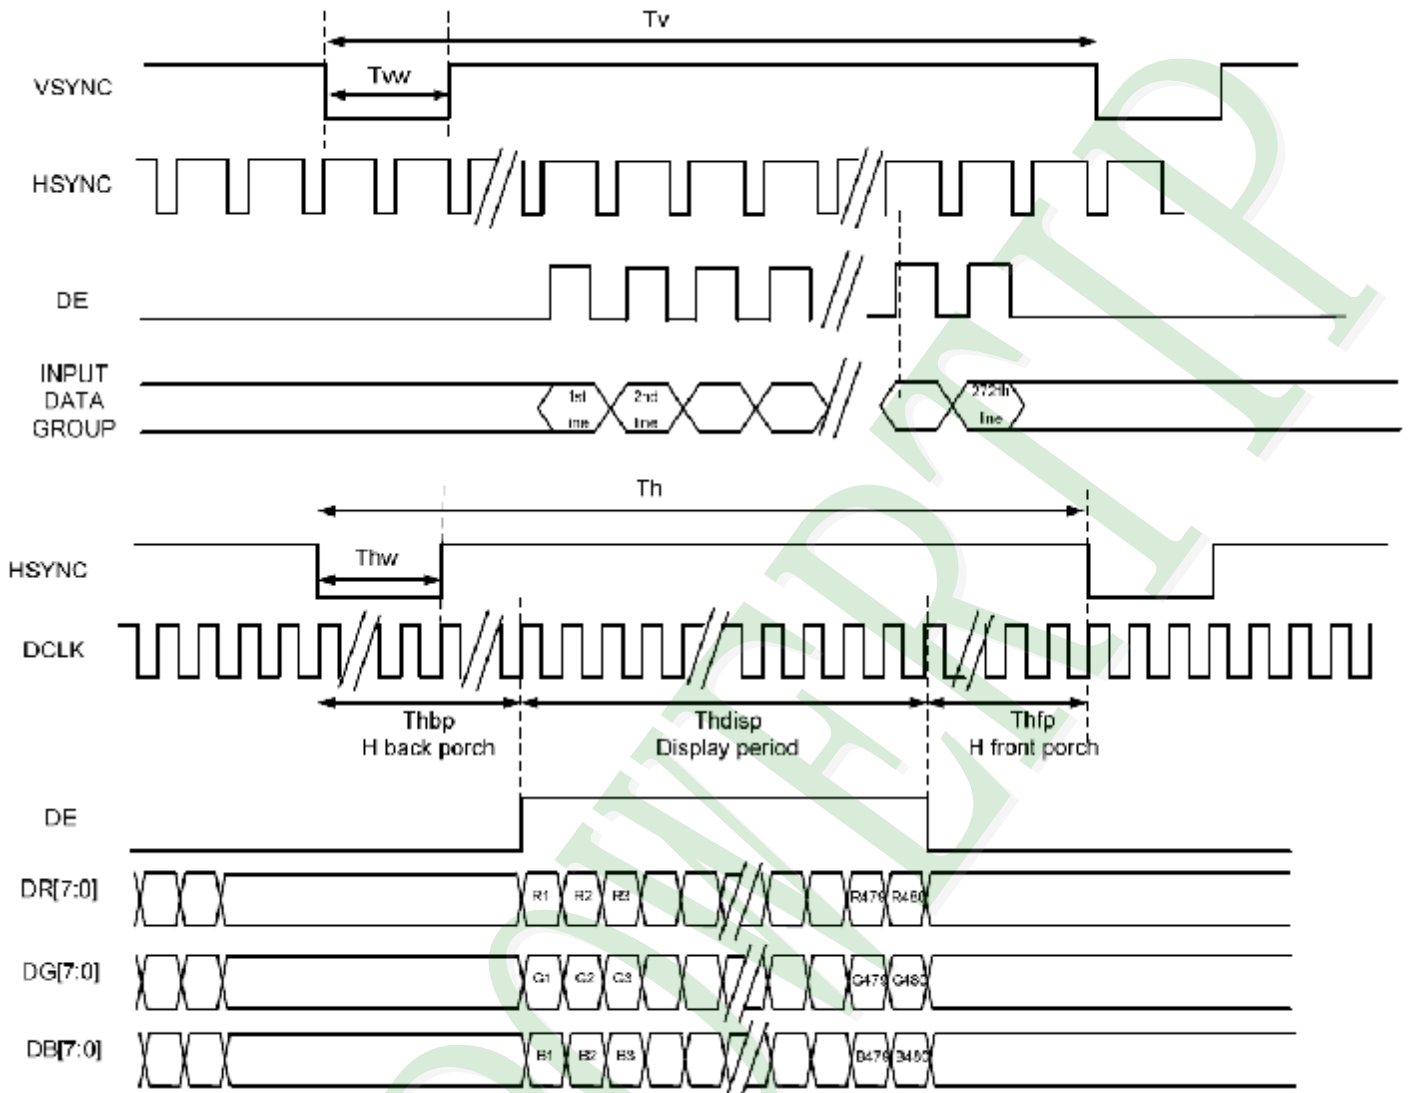 Tv
VSYNC
Tvw
HSYNC
DE
INPUT
DATA
GROUP
1st
line
2nd
line
272th
line
Th
HSYNC
Thw
DCLK
Thbp
H back porch
Thdisp
Display period
Thfp
H front porch
DE
DR[7:0]
R1 R2 R3 R479 R480
DG[7:0]
G1 G2 G3 G479 G480
DB[7:0]
B1 B2 B3 B479 B480
POWERTIP